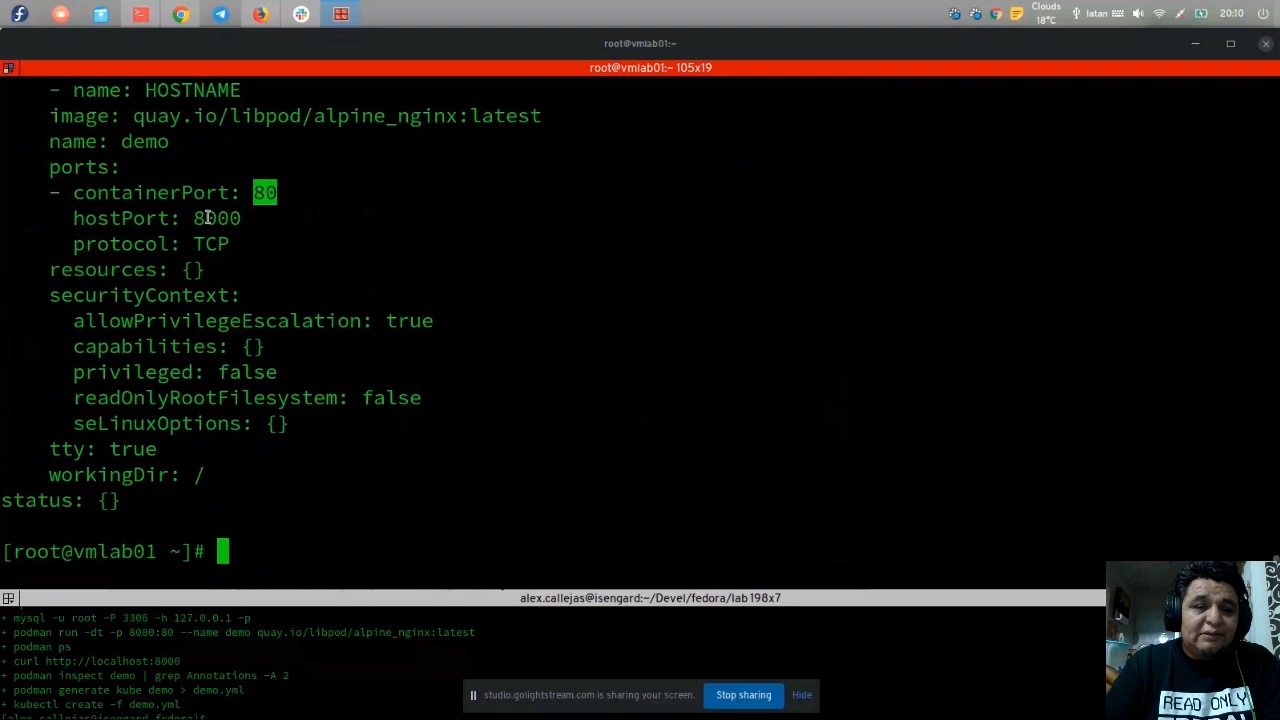 Clouds
18°C
latan
20:10
root@vmlab01:~
root@vmlab01:~ 105x19
- name: HOSTNAME
image: quay.io/libpod/alpine_nginx:latest
name: demo
ports:
- containerPort: 80
hostPort: 8000
protocol: TCP
resources: {}
securityContext:
allowPrivilegeEscalation: true
capabilities: {}
privileged: false
readOnlyRootFilesystem: false
seLinuxOptions: {}
tty: true
workingDir: /
status: {}
[root@vmlab01 ~]#
alex.callejas@isengard:~/Devel/fedora/lab 198x7
+ mysql -u root -P 3306 -h 127.0.0.1 -p
+ podman run -dt -p 8000:80 --name demo quay.io/libpod/alpine_nginx:latest
+ podman ps
+ curl http://localhost:8000
+ podman inspect demo | grep Annotations -A 2
+ podman generate kube demo > demo.yml
+ kubectl create -f demo.yml
studio.golightstream.com is sharing your screen.
Stop sharing
Hide
READ ONLY